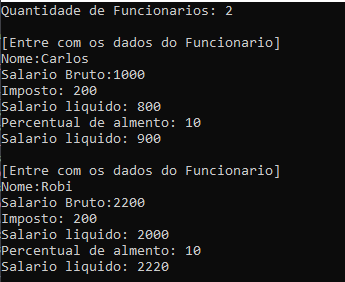 Quantidade de Funcionarios: 2
[Entre com os dados do Funcionario]
Nome:Carlos
Salario Bruto:1000
Imposto: 200
Salario liquido: 800
Percentual de almento: 10
Salario liquido: 900
[Entre com os dados do Funcionario]
Nome:Robi
Salario Bruto:2200
Imposto: 200
Salario liquido: 2000
Percentual de almento: 10
Salario liquido: 2220